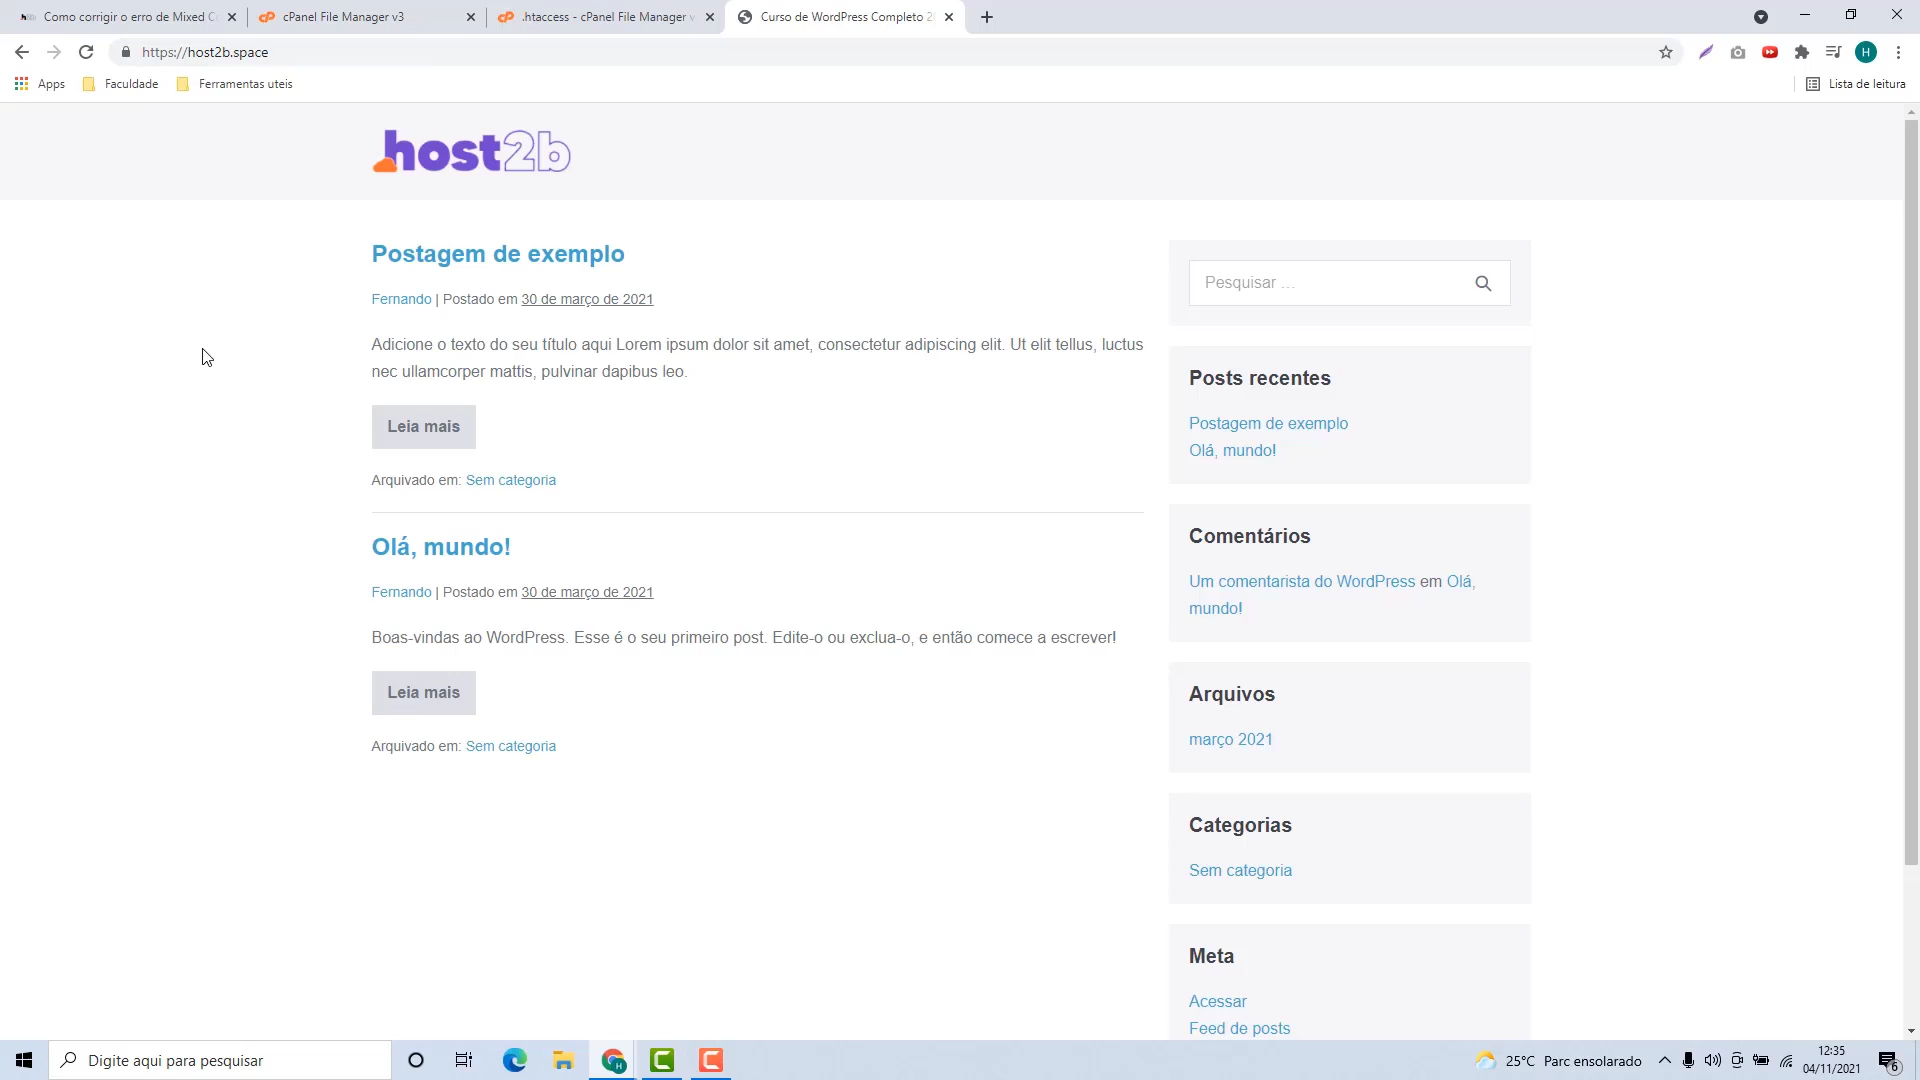 Como corrigir o erro de Mixed C
cPanel File Manager v3
.htaccess - cPanel File Manager v
Curso de WordPress Completo 2
https://host2b.space
Apps
Faculdade
Ferramentas uteis
Lista de leitura
H
host2b
Postagem de exemplo
Fernando | Postado em 30 de março de 2021
Adicione o texto do seu título aqui Lorem ipsum dolor sit amet, consectetur adipiscing elit. Ut elit tellus, luctus
nec ullamcorper mattis, pulvinar dapibus leo.
Leia mais
Arquivado em: Sem categoria
Olá, mundo!
Fernando | Postado em 30 de março de 2021
Boas-vindas ao WordPress. Esse é o seu primeiro post. Edite-o ou exclua-o, e então comece a escrever!
Leia mais
Arquivado em: Sem categoria
Pesquisar …
Posts recentes
Postagem de exemplo
Olá, mundo!
Comentários
Um comentarista do WordPress em Olá,
mundo!
Arquivos
março 2021
Categorias
Sem categoria
Meta
Acessar
Feed de posts
Digite aqui para pesquisar
25°C Parc ensolarado
12:35
04/11/2021
6